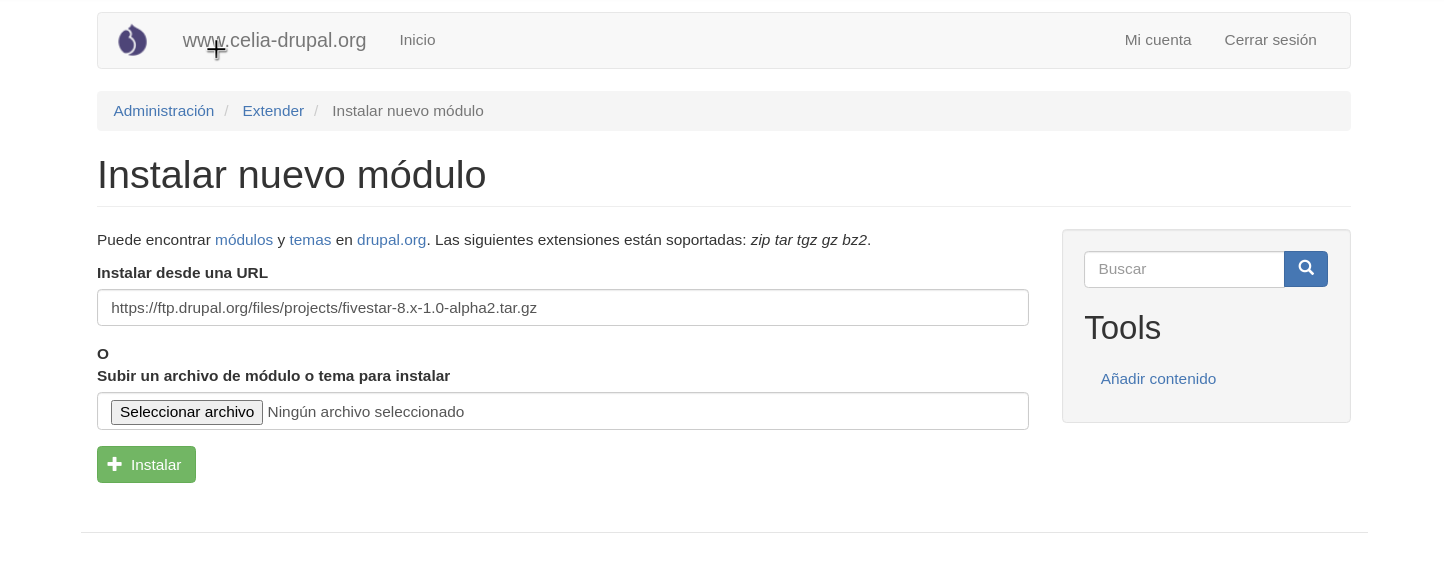 www.celia-drupal.org Inicio Mi cuenta Cerrar sesión
Administración / Extender / Instalar nuevo módulo
Instalar nuevo módulo
Puede encontrar módulos y temas en drupal.org. Las siguientes extensiones están soportadas: zip tar tgz gz bz2.
Instalar desde una URL
https://ftp.drupal.org/files/projects/fivestar-8.x-1.0-alpha2.tar.gz
O
Subir un archivo de módulo o tema para instalar
Seleccionar archivo Ningún archivo seleccionado
Instalar
Buscar
Tools
Añadir contenido